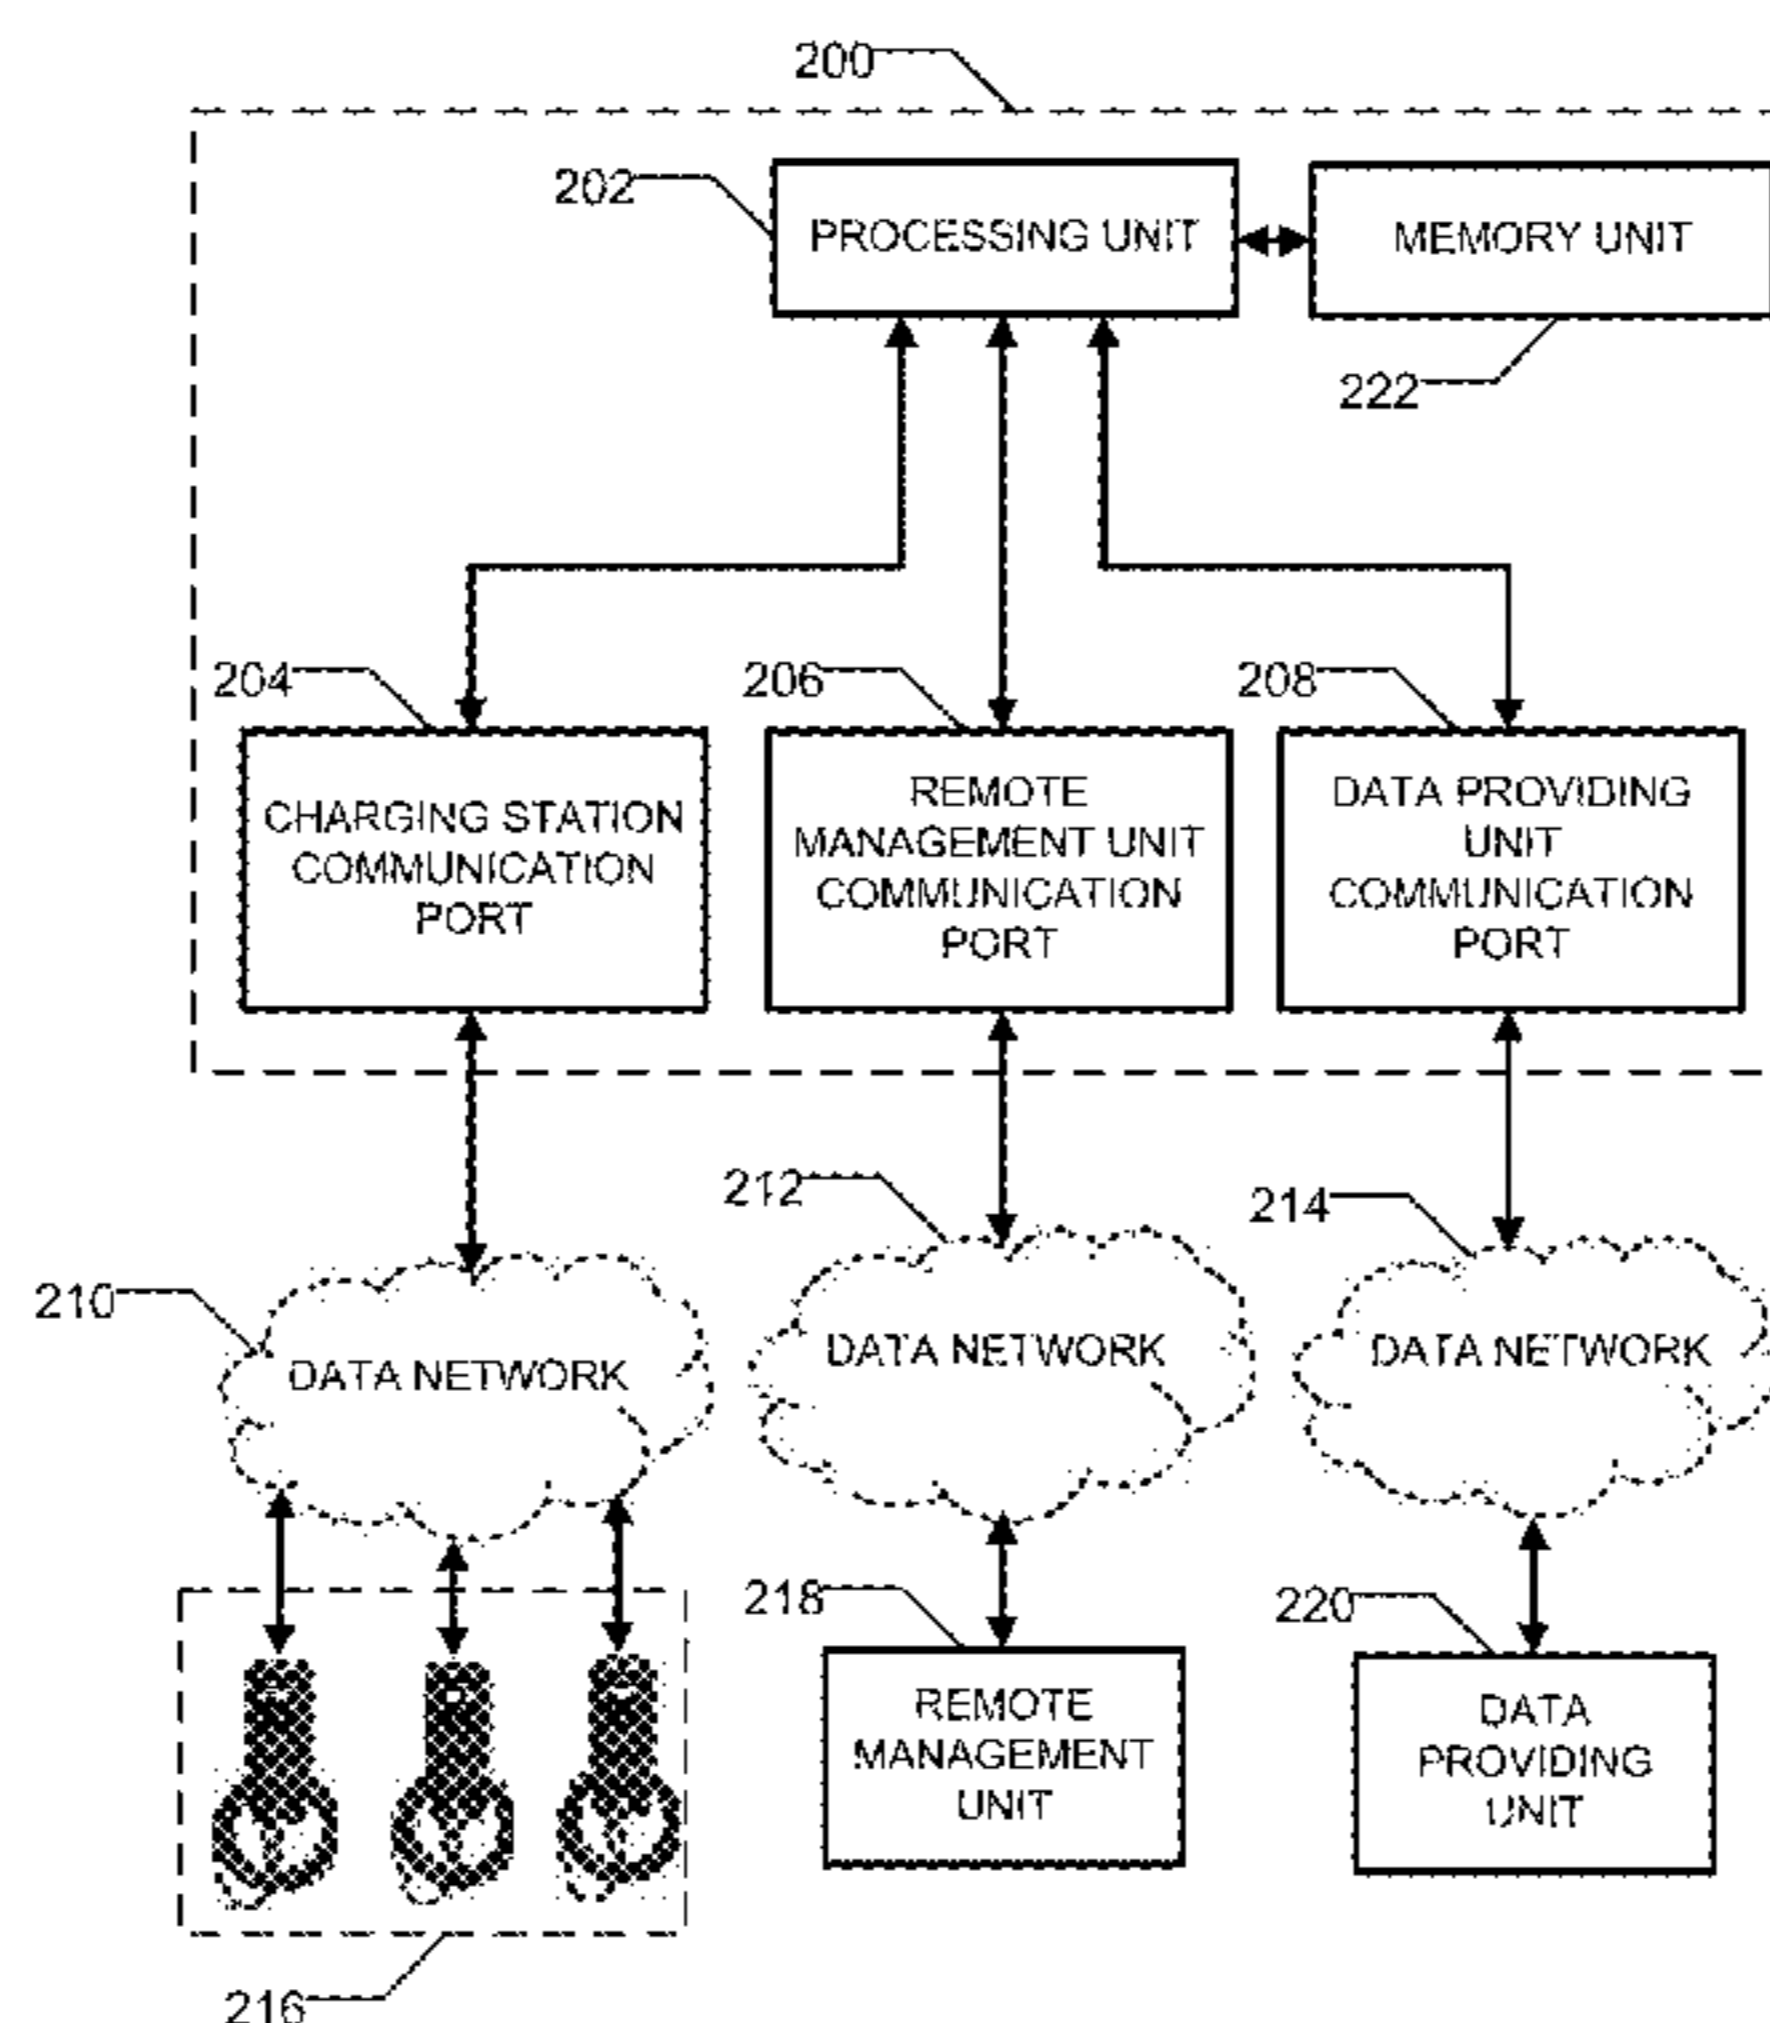 200
202
PROCESSING UNIT
MEMORY UNIT
222
204
206
208
CHARGING STATION
COMMUNICATION
PORT
REMOTE
MANAGEMENT UNIT
COMMUNICATION
PORT
DATA PROVIDING
UNIT
COMMUNICATION
PORT
212
214
210
DATA NETWORK
DATA NETWORK
DATA NETWORK
218
220
REMOTE
MANAGEMENT
UNIT
DATA
PROVIDING
UNIT
216